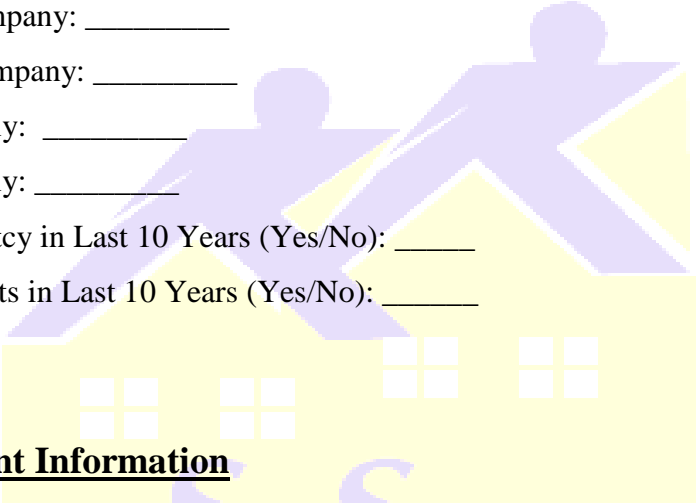 mpany: _________
mpany: _________
y: _________
y: _________
tcy in Last 10 Years (Yes/No): _____
ts in Last 10 Years (Yes/No): ______
nt Information
S S